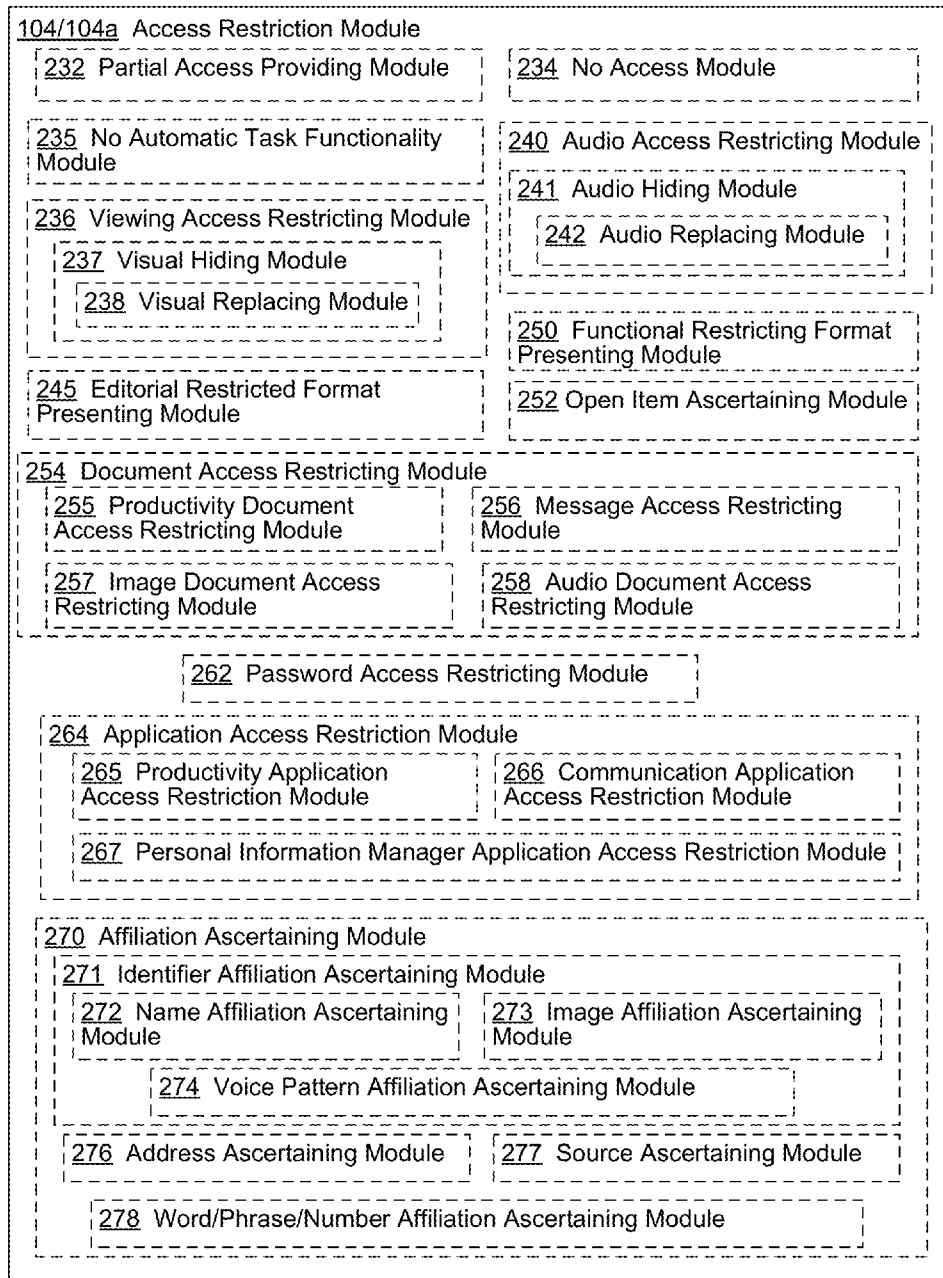 104/104a Access Restriction Module
232 Partial Access Providing Module
234 No Access Module
235 No Automatic Task Functionality
Module
240 Audio Access Restricting Module
241 Audio Hiding Module
242 Audio Replacing Module
236 Viewing Access Restricting Module
237 Visual Hiding Module
238 Visual Replacing Module
250 Functional Restricting Format
Presenting Module
245 Editorial Restricted Format
Presenting Module
252 Open Item Ascertaining Module
254 Document Access Restricting Module
255 Productivity Document
Access Restricting Module
256 Message Access Restricting
Module
257 Image Document Access
Restricting Module
258 Audio Document Access
Restricting Module
262 Password Access Restricting Module
264 Application Access Restriction Module
265 Productivity Application
Access Restriction Module
266 Communication Application
Access Restriction Module
267 Personal Information Manager Application Access Restriction Module
270 Affiliation Ascertaining Module
271 Identifier Affiliation Ascertaining Module
272 Name Affiliation Ascertaining
Module
273 Image Affiliation Ascertaining
Module
274 Voice Pattern Affiliation Ascertaining Module
276 Address Ascertaining Module
277 Source Ascertaining Module
278 Word/Phrase/Number Affiliation Ascertaining Module